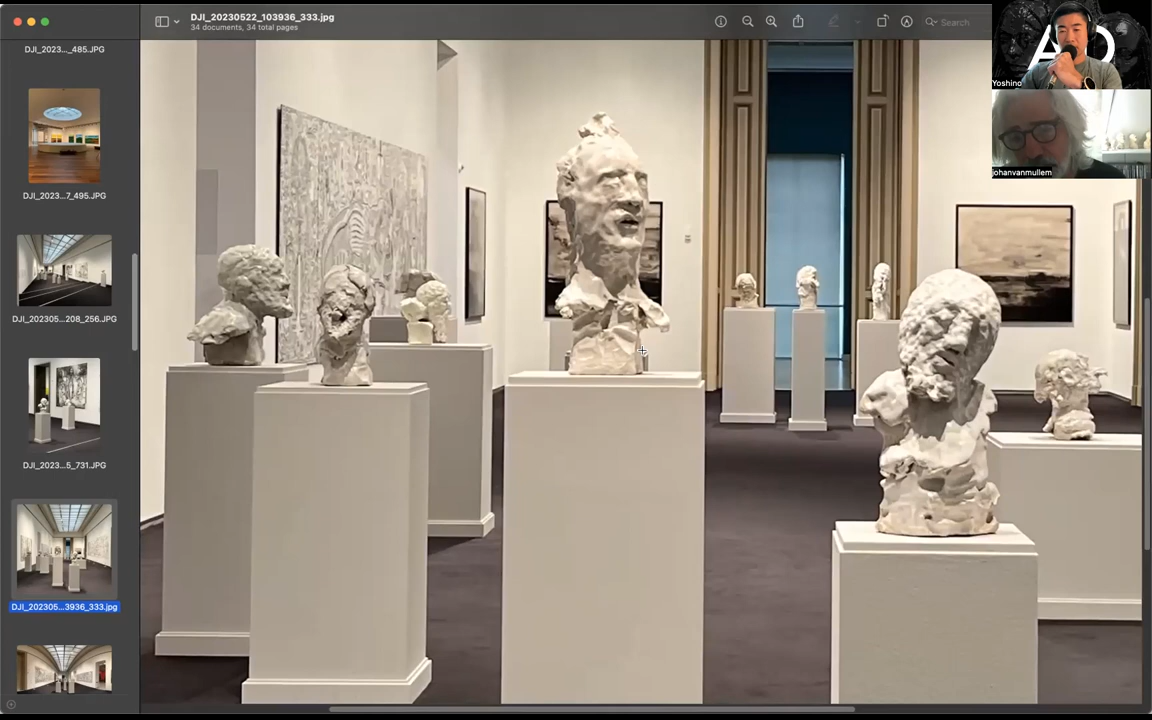 DJI_20230522_103936_333.jpg
34 documents, 34 total pages
Search
DJI_2023..._485.JPG
DJI_2023...7_495.JPG
DJI_202305...208_256.JPG
DJI_2023...5_731.JPG
DJI_202305...3936_333.jpg
AD
Yoshino
johanvanmullem